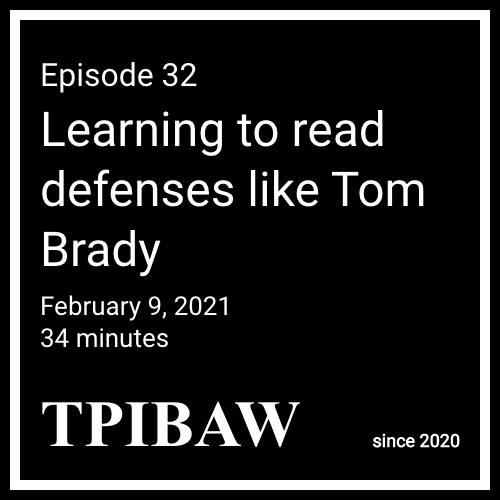 Episode 32
Learning to read
defenses like Tom
Brady
February 9, 2021
34 minutes
TPIBAW
since 2020